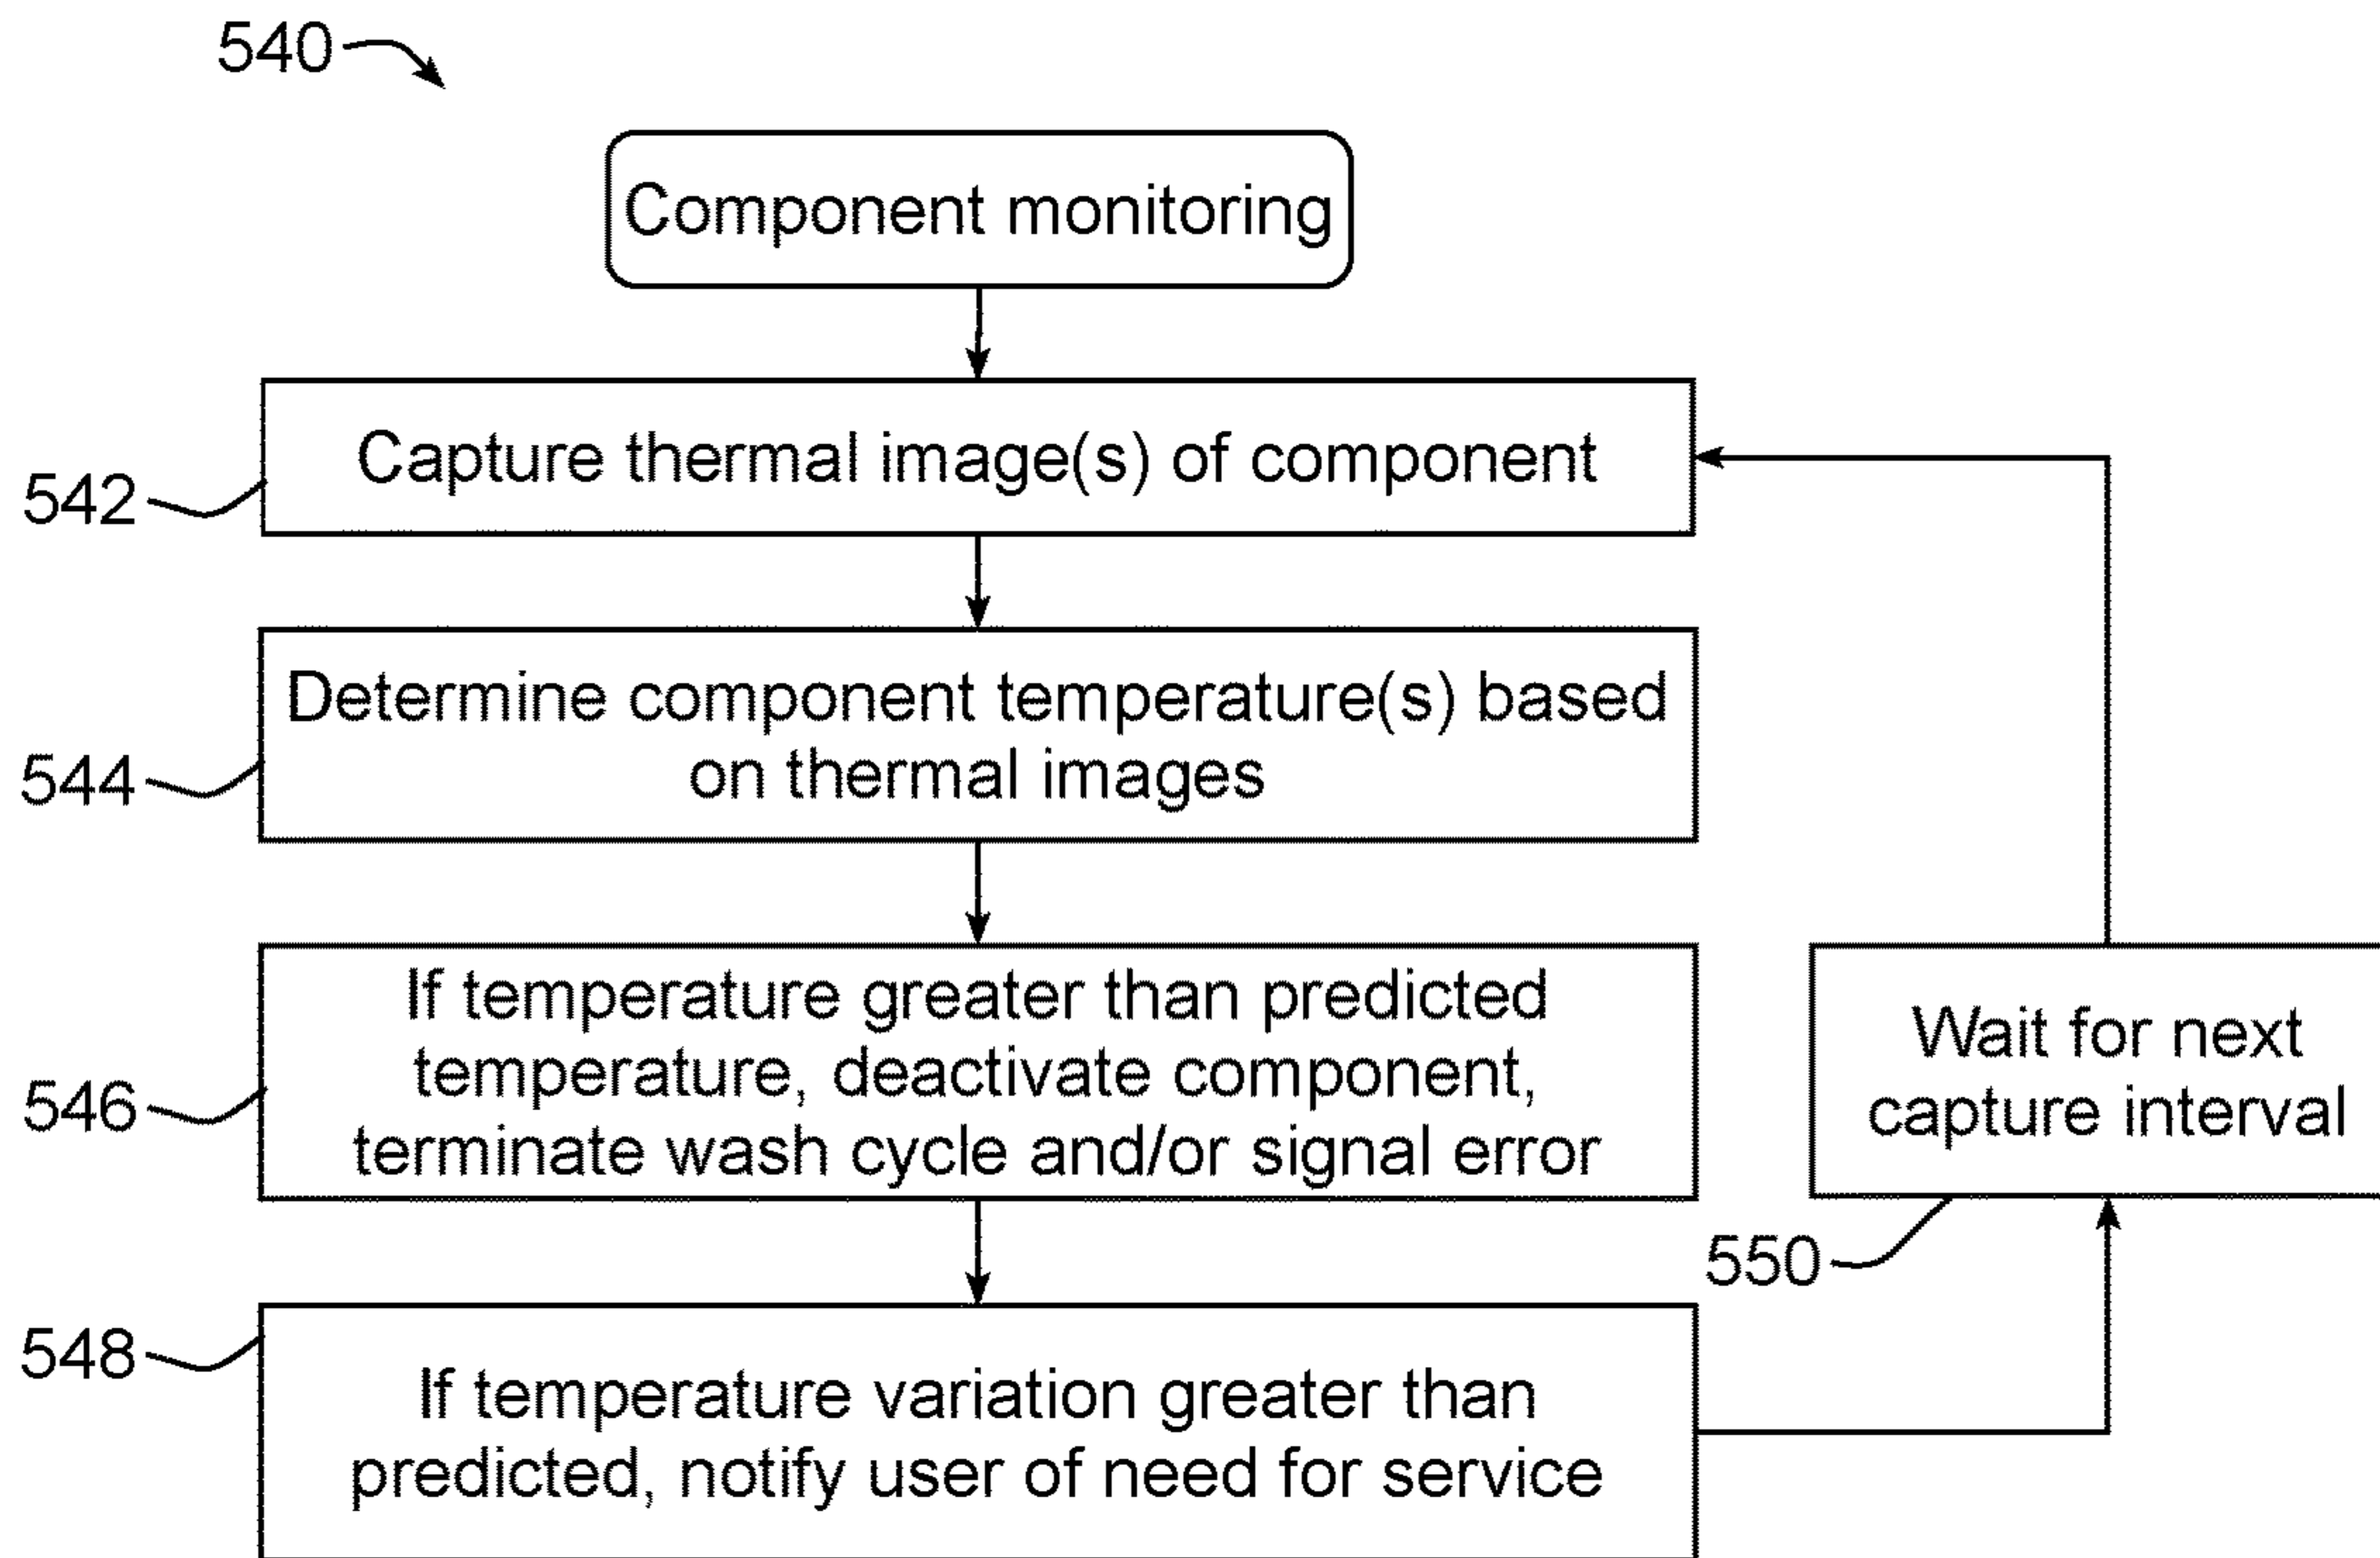 540
Component monitoring
Capture thermal image(s) of component
542
Determine component temperature(s) based
on thermal images
544
If temperature greater than predicted
temperature, deactivate component,
terminate wash cycle and/or signal error
546
Wait for next
capture interval
550
548
If temperature variation greater than
predicted, notify user of need for service